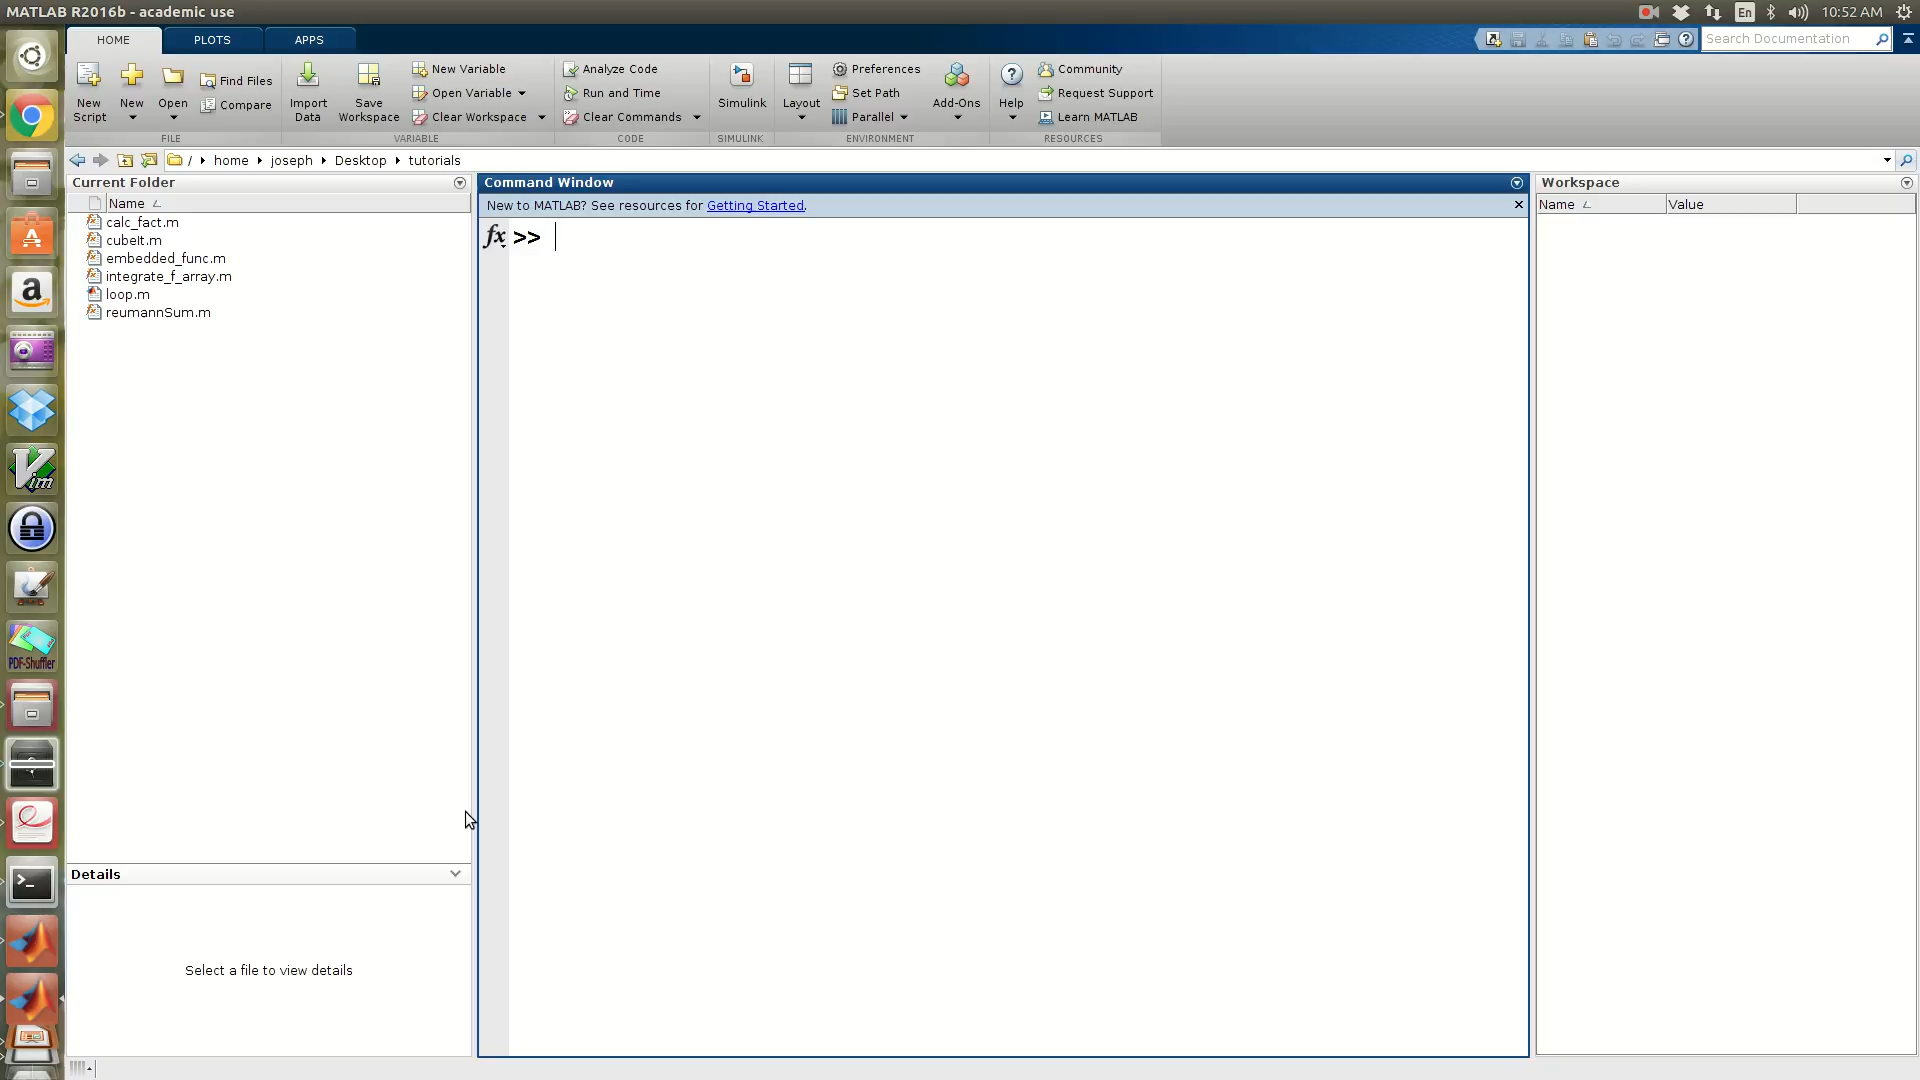 MATLAB R2016b - academic use
En
10:52 AM
HOME
PLOTS
APPS
Search Documentation
New Script
New
Open
Find Files
Compare
FILE
Import Data
Save Workspace
New Variable
Open Variable
Clear Workspace
VARIABLE
Analyze Code
Run and Time
Clear Commands
CODE
Simulink
SIMULINK
Layout
Preferences
Set Path
Parallel
Add-Ons
ENVIRONMENT
Help
Community
Request Support
Learn MATLAB
RESOURCES
/ home joseph Desktop tutorials
Current Folder
Name
calc_fact.m
cubeIt.m
embedded_func.m
integrate_f_array.m
loop.m
reumannSum.m
Details
Select a file to view details
Command Window
New to MATLAB? See resources for Getting Started.
fx >>
Workspace
Name
Value
a
Vim
PDF-Shuffler
>_